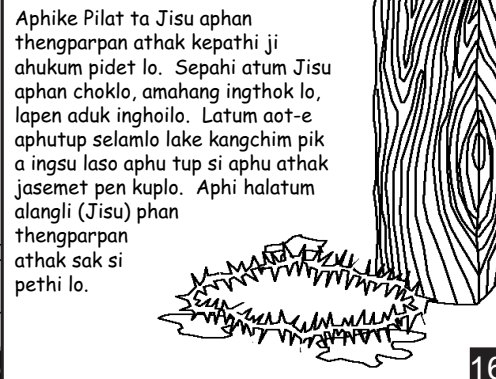 Aphike Pilat ta Jisu aphan
thengparpan athak kepathi ji
ahukum pidet lo. Sepahi atum Jisu
aphan choklo, amahang ingthok lo,
lapen aduk inghoilo. Latum aot-e
aphutup selamlo lake kangchim pik
a ingsu laso aphu tup si aphu athak
jasemet pen kuplo. Aphi halatum
alangli (Jisu) phan
thengparpan
athak sak si
pethi lo.
16